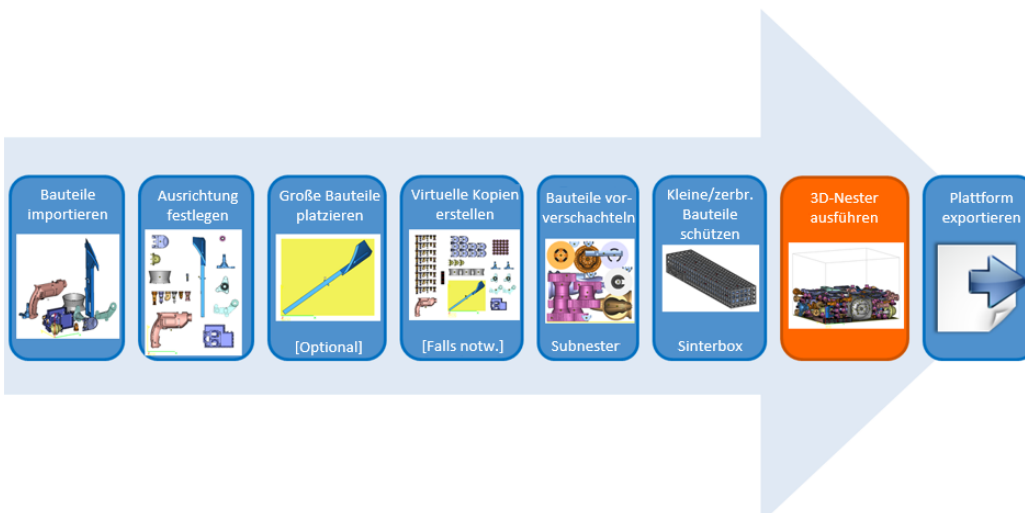 Bauteile
importieren
Ausrichtung
festlegen
Große Bauteile
platzieren
[Optional]
Virtuelle Kopien
erstellen
[Falls notw.]
Bauteile vor-
verschachteln
Subnester
Kleine/zerbr.
Bauteile
schützen
Sinterbox
3D-Nester
ausführen
Plattform
exportieren